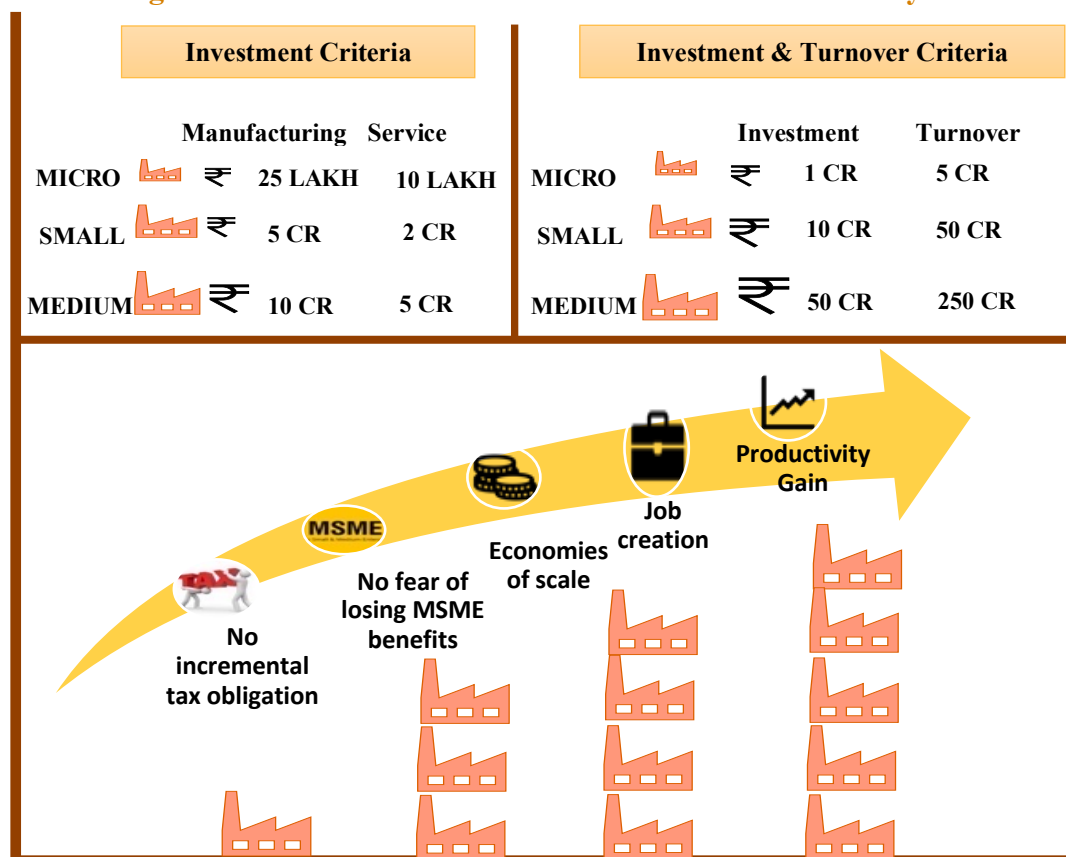 Investment Criteria
Manufacturing Service
MICRO ₹ 25 LAKH 10 LAKH
SMALL ₹ 5 CR 2 CR
MEDIUM ₹ 10 CR 5 CR
Investment & Turnover Criteria
Investment Turnover
MICRO ₹ 1 CR 5 CR
SMALL ₹ 10 CR 50 CR
MEDIUM ₹ 50 CR 250 CR
TAX
No
incremental
tax obligation
MSME
No fear of
losing MSME
benefits
Economies
of scale
Job
creation
Productivity
Gain